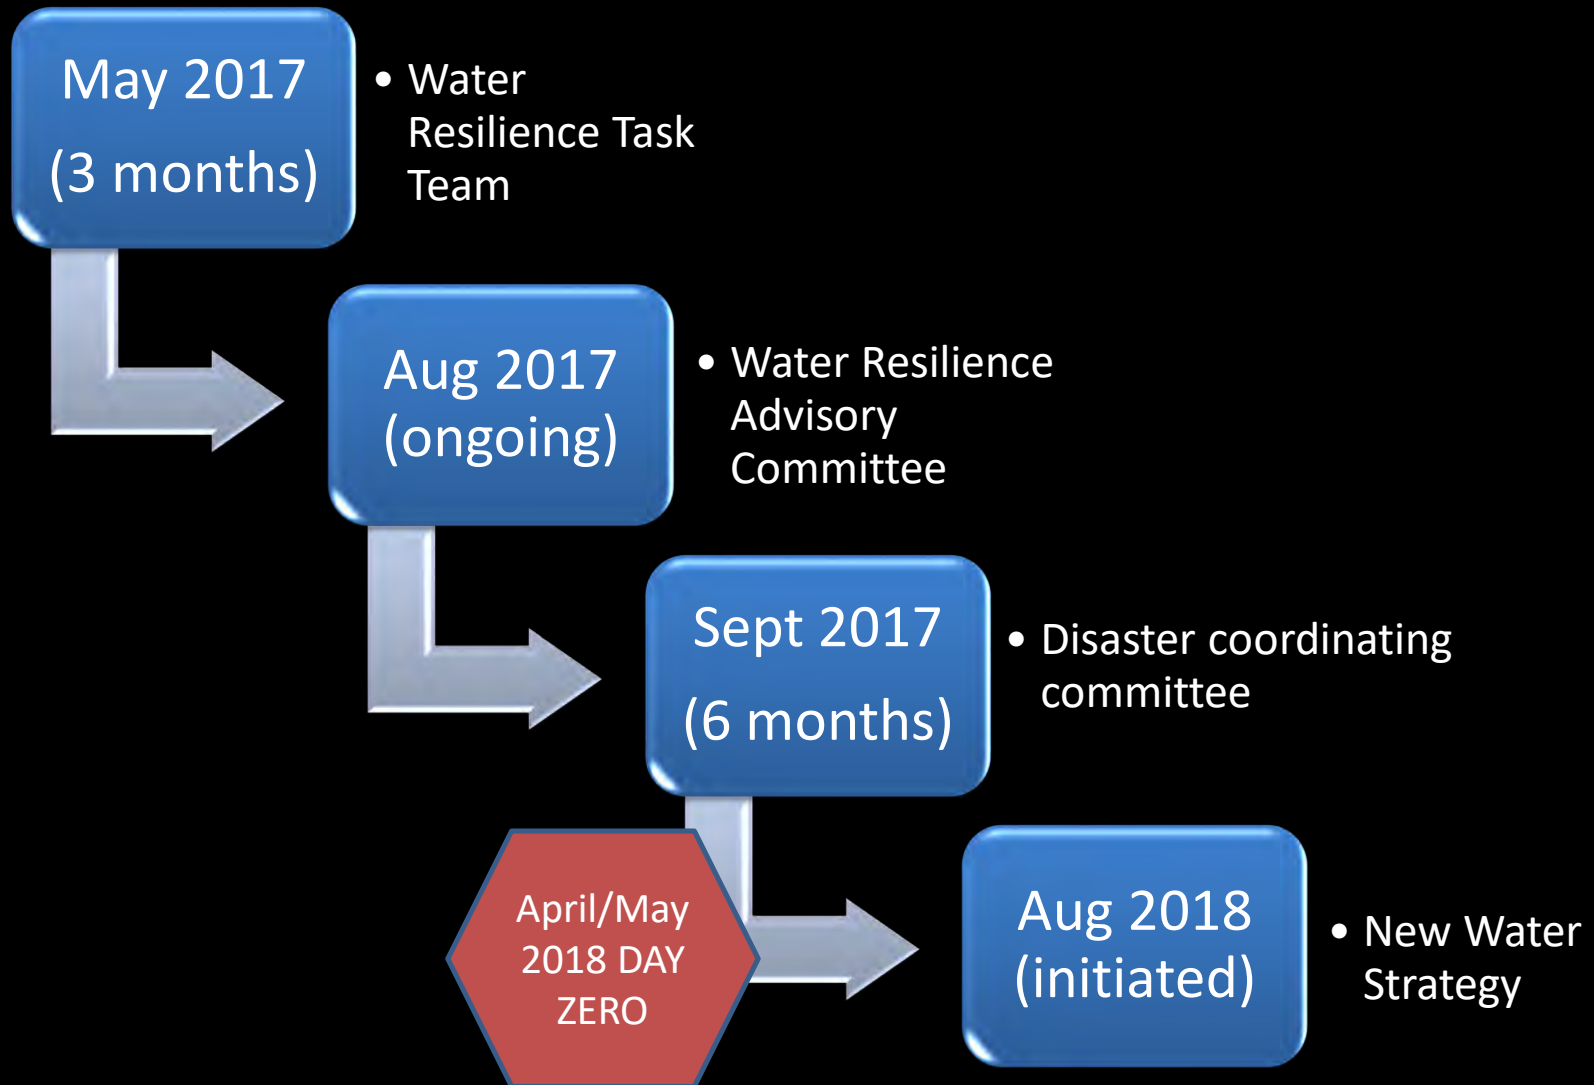 May 2017
(3 months)
• Water
Resilience Task
Team
Aug 2017
(ongoing)
• Water Resilience
Advisory
Committee
Sept 2017
(6 months)
• Disaster coordinating
committee
April/May
2018 DAY
ZERO
Aug 2018
(initiated)
• New Water
Strategy